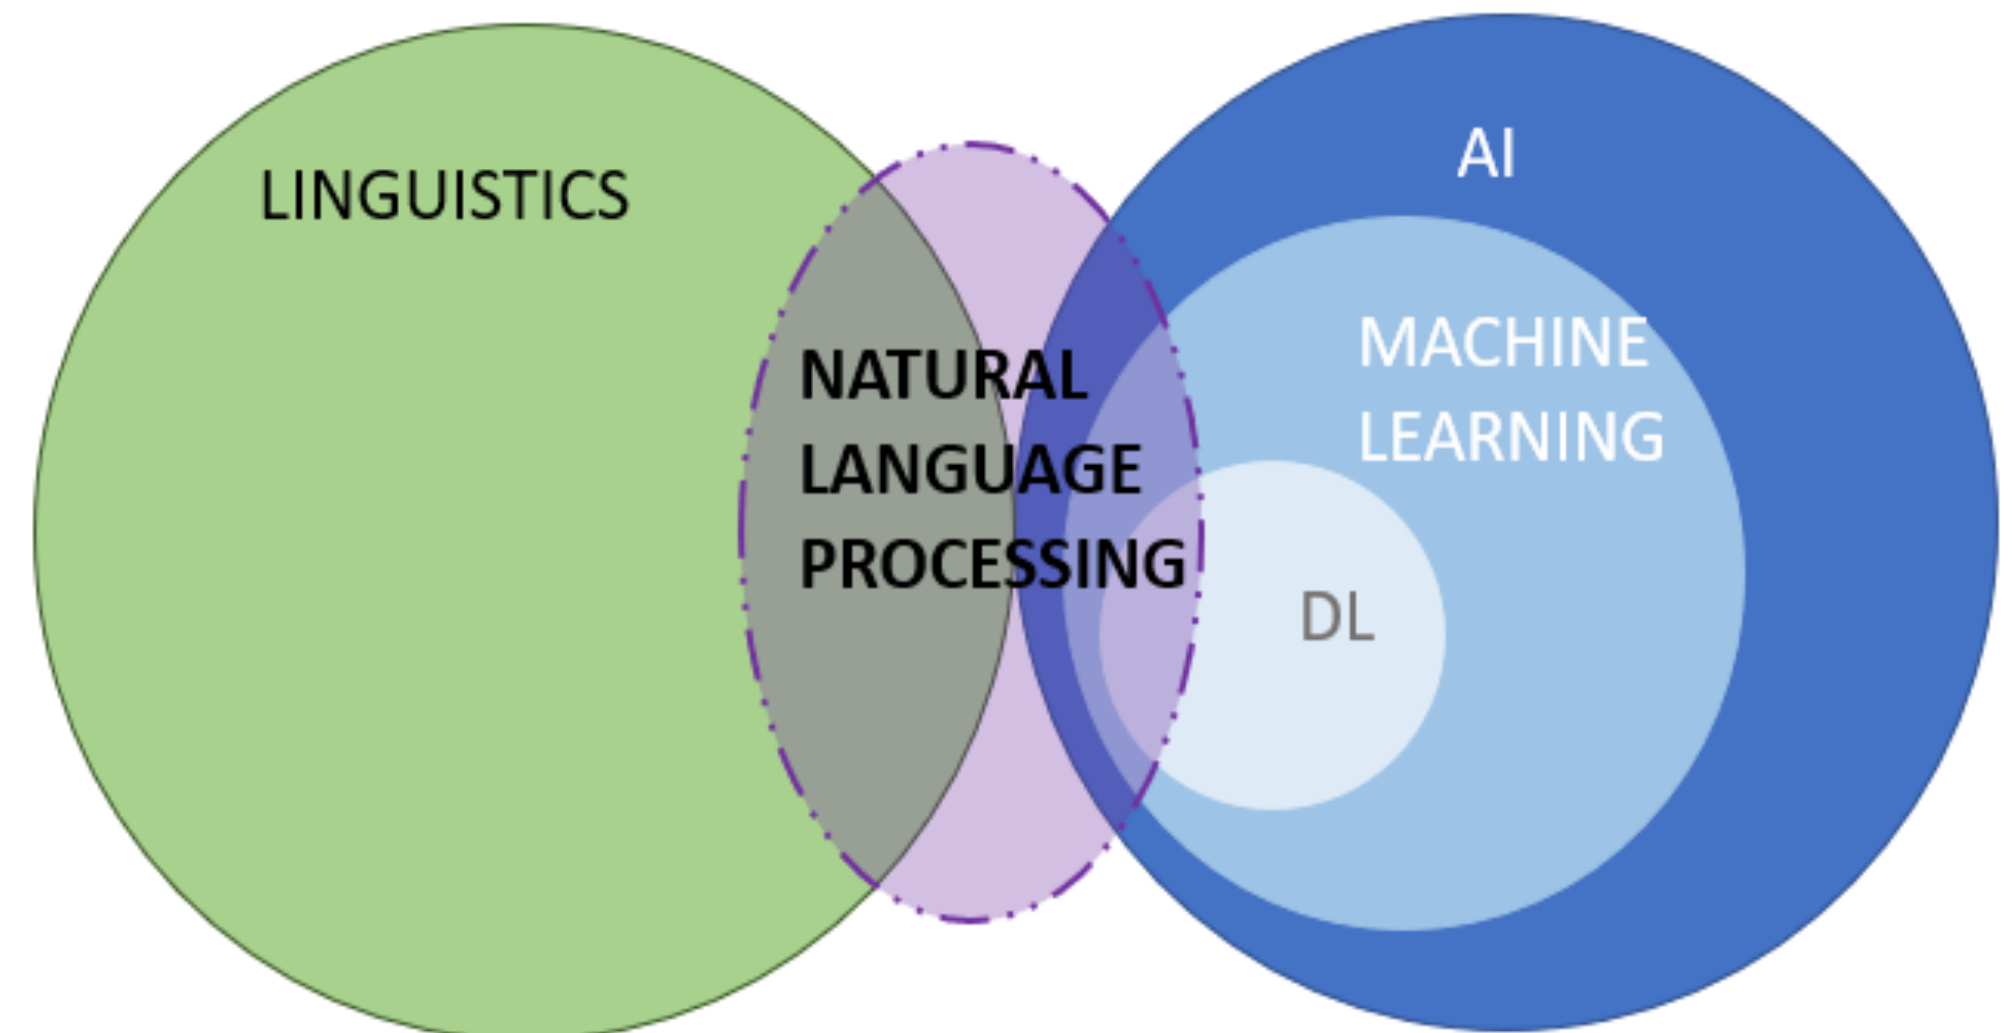 LINGUISTICS
NATURAL
LANGUAGE
PROCESSING
AI
MACHINE
LEARNING
DL